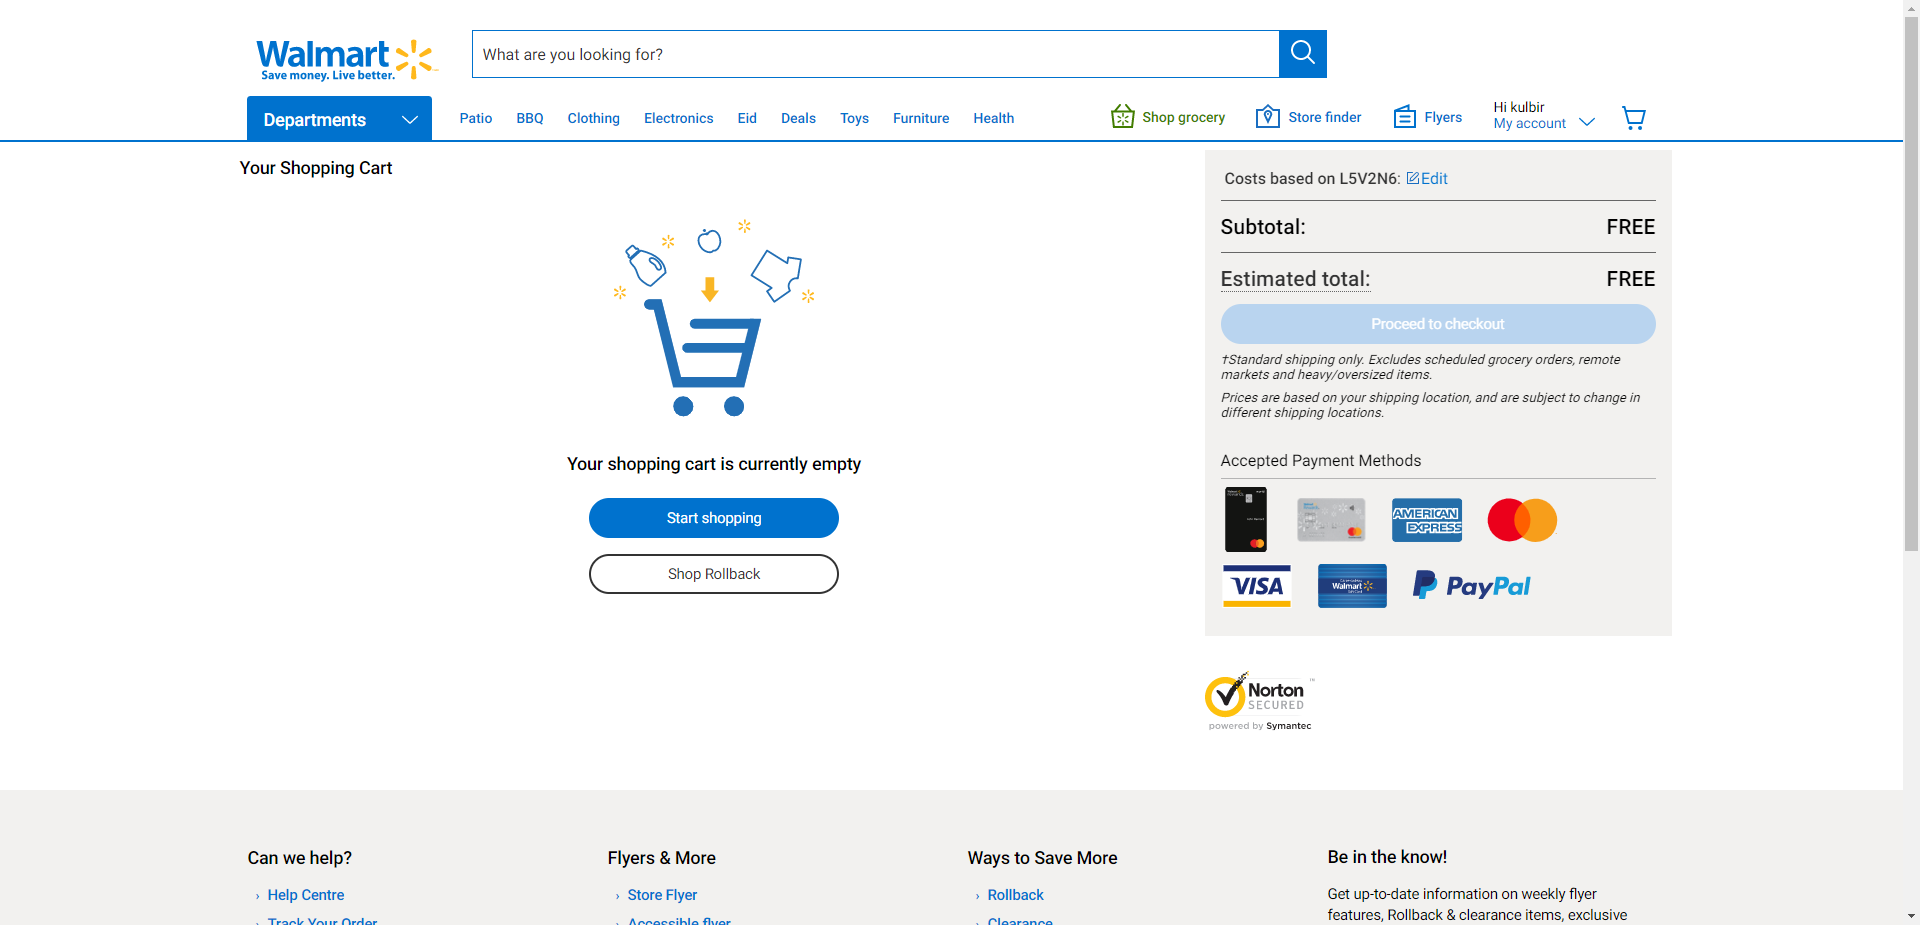 Walmart
Save money. Live better.
What are you looking for?
Departments
Patio
BBQ
Clothing
Electronics
Eid
Deals
Toys
Furniture
Health
Shop grocery
Store finder
Flyers
Hi kulbir
My account
Your Shopping Cart
Your shopping cart is currently empty
Start shopping
Shop Rollback
Costs based on L5V2N6: Edit
Subtotal: FREE
Estimated total: FREE
Proceed to checkout
†Standard shipping only. Excludes scheduled grocery orders, remote
markets and heavy/oversized items.
Prices are based on your shipping location, and are subject to change in
different shipping locations.
Accepted Payment Methods
AMERICAN
EXPRESS
VISA
Walmart
PayPal
Norton
SECURED
powered by Symantec
Can we help?
› Help Centre
› Track Your Order
Flyers & More
› Store Flyer
› Accessible flyer
Ways to Save More
› Rollback
› Clearance
Be in the know!
Get up-to-date information on weekly flyer
features, Rollback & clearance items, exclusive